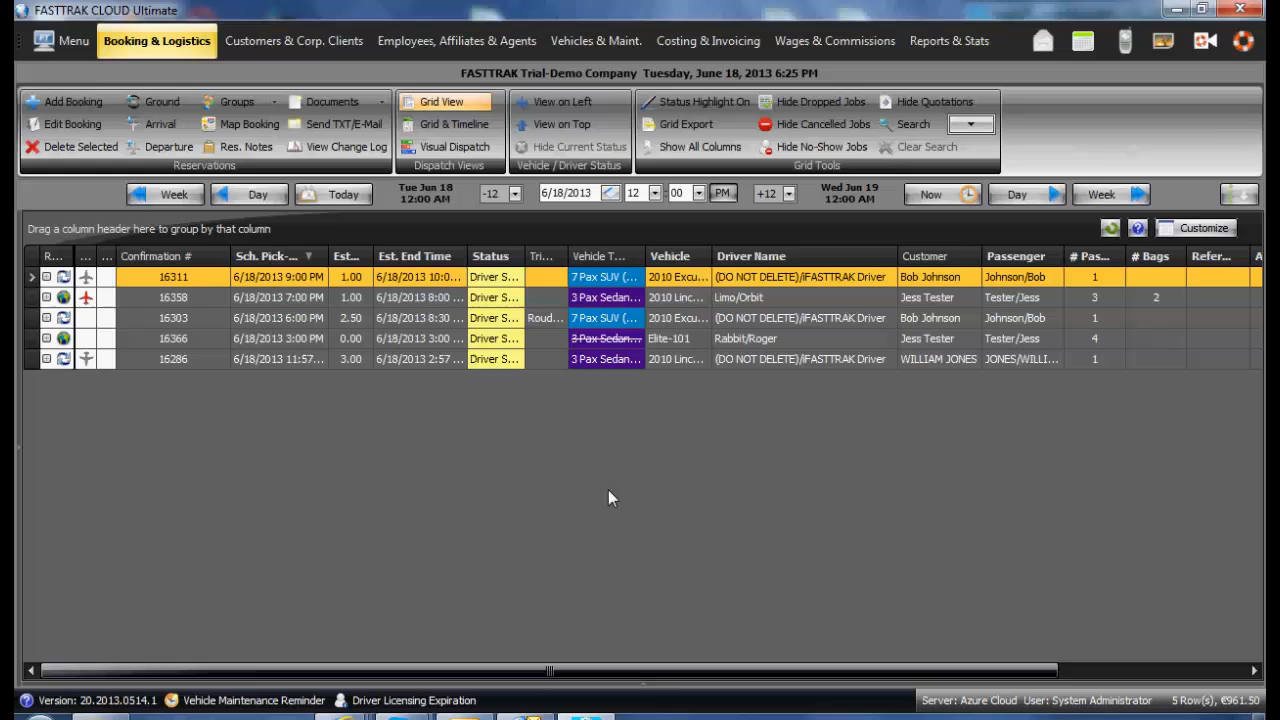 FASTTRAK CLOUD Ultimate
Menu Booking & Logistics Customers & Corp. Clients Employees, Affiliates & Agents Vehicles & Maint. Costing & Invoicing Wages & Commissions Reports & Stats
FASTTRAK Trial-Demo Company Tuesday, June 18, 2013 6:25 PM
Add Booking Ground Groups Documents Grid View View on Left Status Highlight On Hide Dropped Jobs Hide Quotations
Edit Booking Arrival Map Booking Send TXT/E-Mail Grid & Timeline View on Top Grid Export Hide Cancelled Jobs Search
Delete Selected Departure Res. Notes View Change Log Visual Dispatch Hide Current Status Show All Columns Hide No-Show Jobs Clear Search
Reservations Dispatch Views Vehicle / Driver Status Grid Tools
Week Day Today Tue Jun 18 12:00 AM -12 6/18/2013 12 : 00 PM +12 Wed Jun 19 12:00 AM Now Day Week
Drag a column header here to group by that column Customize
R... ... ... Confirmation # Sch. Pick-... Est... Est. End Time Status Tri... Vehicle T... Vehicle Driver Name Customer Passenger # Pas... # Bags Refer... A
16311 6/18/2013 9:00 PM 1.00 6/18/2013 10:0... Driver S... 7 Pax SUV (... 2010 Excu... (DO NOT DELETE)/iFASTTRAK Driver Bob Johnson Johnson/Bob 1
16358 6/18/2013 7:00 PM 1.00 6/18/2013 8:00 ... Driver S... 3 Pax Sedan... 2010 Linc... Limo/Orbit Jess Tester Tester/Jess 3 2
16303 6/18/2013 6:00 PM 2.50 6/18/2013 8:30 ... Driver S... Roud... 7 Pax SUV (... 2010 Excu... (DO NOT DELETE)/iFASTTRAK Driver Bob Johnson Johnson/Bob 1
16366 6/18/2013 3:00 PM 0.00 6/18/2013 3:00 ... Driver S... 3 Pax Sedan... Elite-101 Rabbit/Roger Jess Tester Tester/Jess 4
16286 6/18/2013 11:57... 3.00 6/18/2013 2:57 ... Driver S... 3 Pax Sedan... 2010 Linc... (DO NOT DELETE)/iFASTTRAK Driver WILLIAM JONES JONES/WILLI... 1
Version: 20.2013.0514.1 Vehicle Maintenance Reminder Driver Licensing Expiration Server: Azure Cloud User: System Administrator 5 Row(s), €961.50